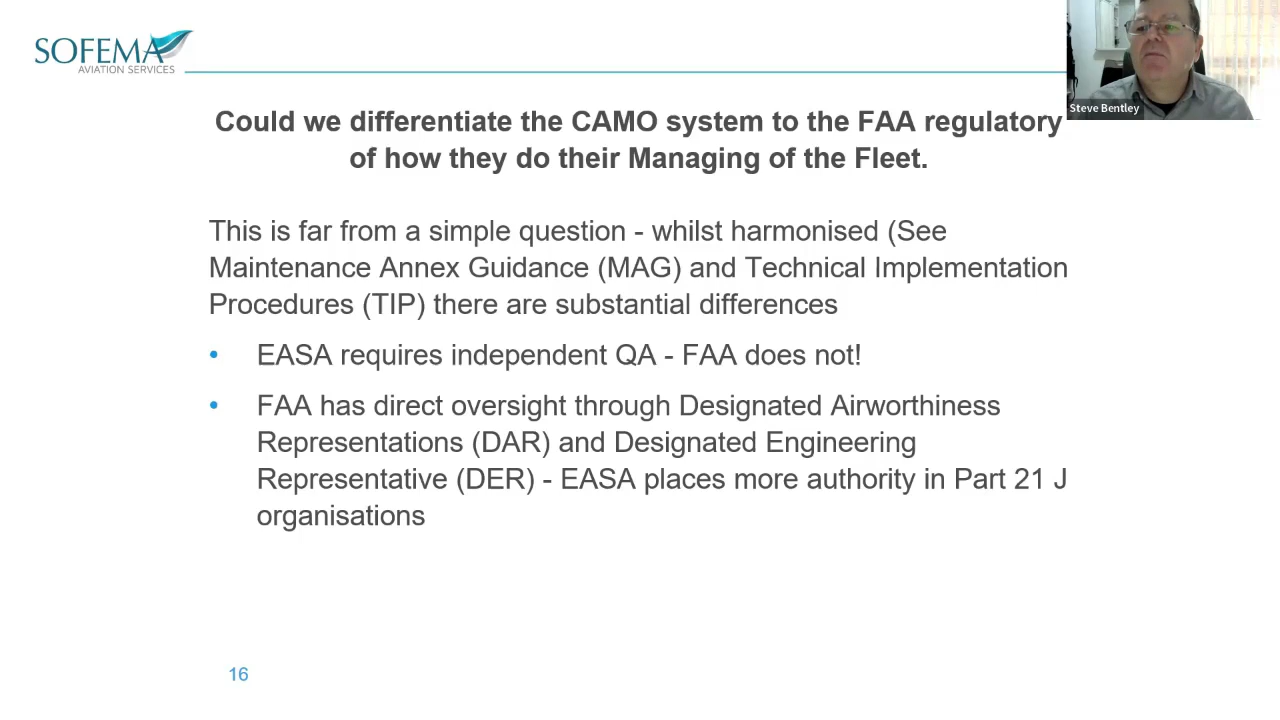 SOFEMA
AVIATION SERVICES
Steve Bentley
Could we differentiate the CAMO system to the FAA regulatory
of how they do their Managing of the Fleet.
This is far from a simple question - whilst harmonised (See
Maintenance Annex Guidance (MAG) and Technical Implementation
Procedures (TIP) there are substantial differences
• EASA requires independent QA - FAA does not!
• FAA has direct oversight through Designated Airworthiness
Representations (DAR) and Designated Engineering
Representative (DER) - EASA places more authority in Part 21 J
organisations
16